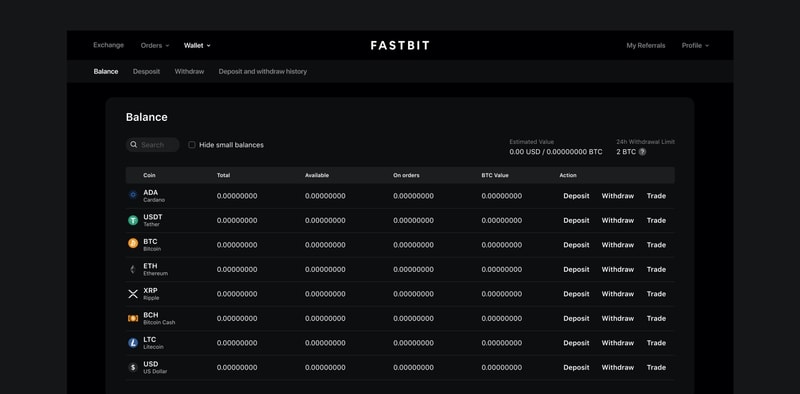 Exchange Orders Wallet FASTBIT My Referrals Profile
Balance Desposit Withdraw Deposit and withdraw history
Balance
Search Hide small balances
Estimated Value 24h Withdrawal Limit
0.00 USD / 0.00000000 BTC 2 BTC ?
Coin Total Available On orders BTC Value Action
ADA 0.00000000 0.00000000 0.00000000 0.00000000 Deposit Withdraw Trade
Cardano
USDT 0.00000000 0.00000000 0.00000000 0.00000000 Deposit Withdraw Trade
Tether
BTC 0.00000000 0.00000000 0.00000000 0.00000000 Deposit Withdraw Trade
Bitcoin
ETH 0.00000000 0.00000000 0.00000000 0.00000000 Deposit Withdraw Trade
Ethereum
XRP 0.00000000 0.00000000 0.00000000 0.00000000 Deposit Withdraw Trade
Ripple
BCH 0.00000000 0.00000000 0.00000000 0.00000000 Deposit Withdraw Trade
Bitcoin Cash
LTC 0.00000000 0.00000000 0.00000000 0.00000000 Deposit Withdraw Trade
Litecoin
USD 0.00000000 0.00000000 0.00000000 0.00000000 Deposit Withdraw Trade
US Dollar